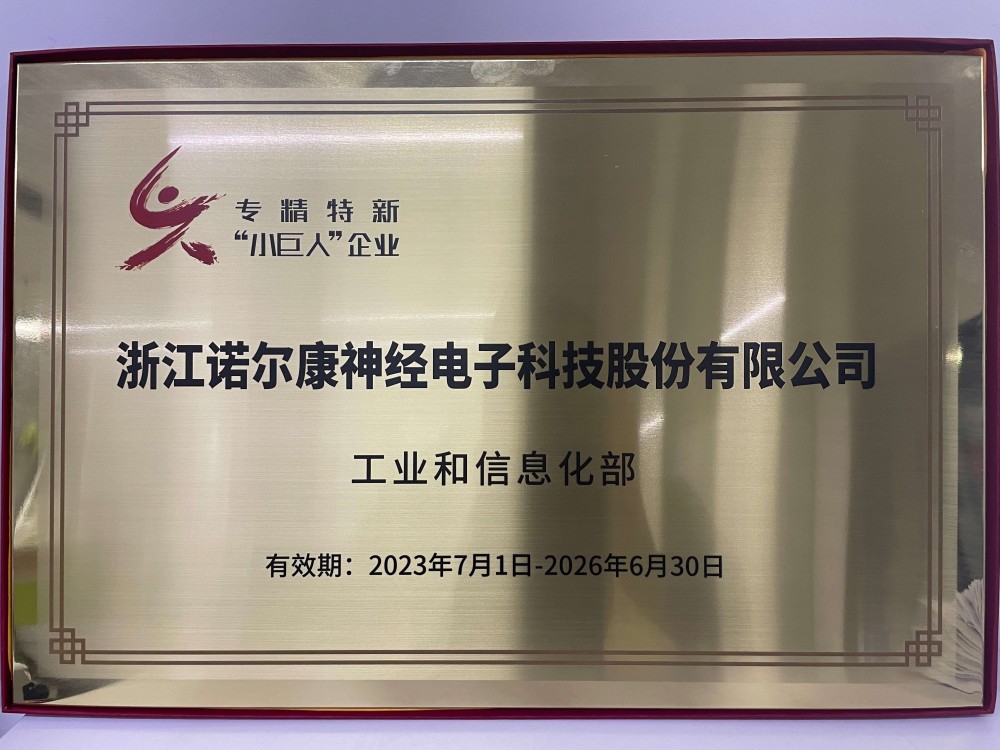 专精特新
“小巨人”企业
浙江诺尔康神经电子科技股份有限公司
工业和信息化部
有效期：2023年7月1日-2026年6月30日